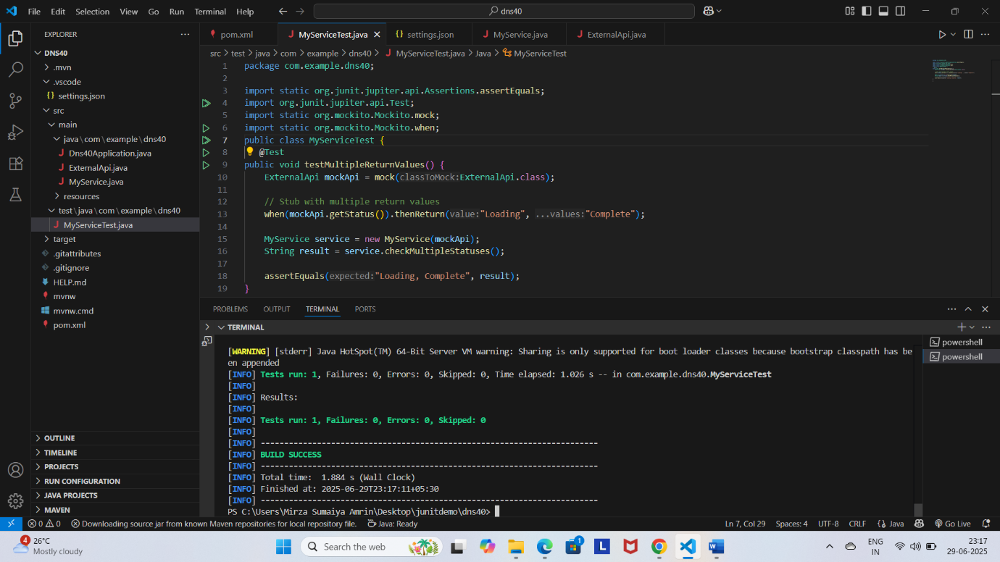 File Edit Selection View Go Run Terminal Help
dns40
EXPLORER
DNS40
.mvn
.vscode
{} settings.json
src
main
java\com\example\dns40
J Dns40Application.java
J ExternalApi.java
J MyService.java
resources
test\java\com\example\dns40
J MyServiceTest.java
target
.gitattributes
.gitignore
HELP.md
mvnw
mvnw.cmd
pom.xml
OUTLINE
TIMELINE
PROJECTS
RUN CONFIGURATION
JAVA PROJECTS
MAVEN
pom.xml J MyServiceTest.java {} settings.json J MyService.java J ExternalApi.java
src > test > java > com > example > dns40 > J MyServiceTest.java > Java > MyServiceTest
1 package com.example.dns40;
2
3 import static org.junit.jupiter.api.Assertions.assertEquals;
4 import org.junit.jupiter.api.Test;
5 import static org.mockito.Mockito.mock;
6 import static org.mockito.Mockito.when;
7 public class MyServiceTest {
8 @Test
9 public void testMultipleReturnValues() {
10 ExternalApi mockApi = mock(classToMock:ExternalApi.class);
11
12 // Stub with multiple return values
13 when(mockApi.getStatus()).thenReturn(value:"Loading", ...values:"Complete");
14
15 MyService service = new MyService(mockApi);
16 String result = service.checkMultipleStatuses();
17
18 assertEquals(expected:"Loading, Complete", result);
19 }
PROBLEMS OUTPUT TERMINAL PORTS
TERMINAL
powershell
powershell
[WARNING] [stderr] Java HotSpot(TM) 64-Bit Server VM warning: Sharing is only supported for boot loader classes because bootstrap classpath has be
en appended
[INFO] Tests run: 1, Failures: 0, Errors: 0, Skipped: 0, Time elapsed: 1.026 s -- in com.example.dns40.MyServiceTest
[INFO]
[INFO] Results:
[INFO]
[INFO] Tests run: 1, Failures: 0, Errors: 0, Skipped: 0
[INFO]
[INFO] ------------------------------------------------------------------------
[INFO] BUILD SUCCESS
[INFO] ------------------------------------------------------------------------
[INFO] Total time:  1.884 s (Wall Clock)
[INFO] Finished at: 2025-06-29T23:17:11+05:30
[INFO] ------------------------------------------------------------------------
PS C:\Users\Mirza Sumaiya Amrin\Desktop\junitdemo\dns40>
0 0 Downloading source jar from known Maven repositories for local repository file. Java: Ready Ln 7, Col 29 Spaces: 4 UTF-8 CRLF {} Java Go Live
4 26°C
Mostly cloudy
Search the web
1
L
ENG
IN
23:17
29-06-2025